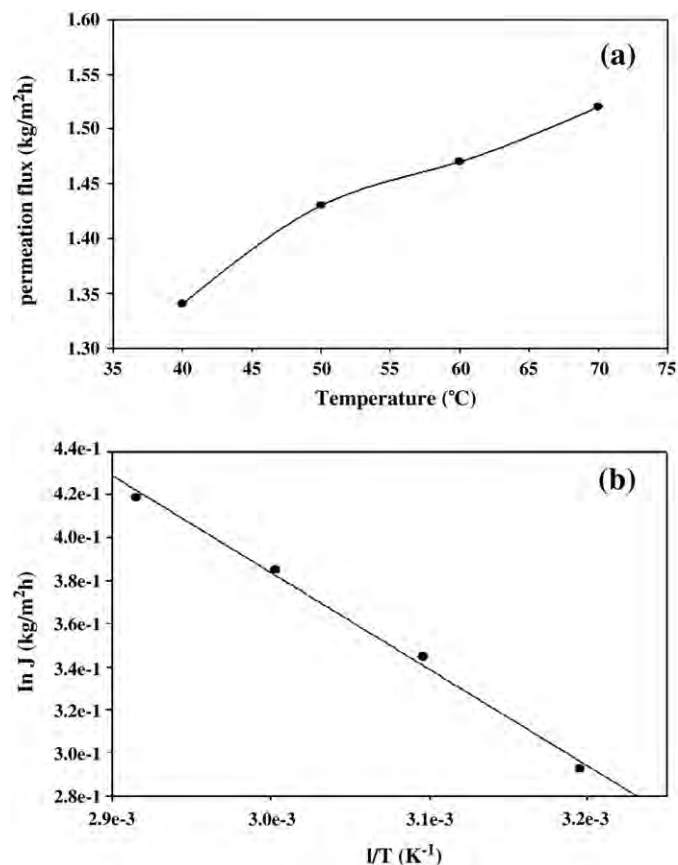 (a)
permeation flux (kg/m²h)
1.60
1.55
1.50
1.45
1.40
1.35
1.30
35 40 45 50 55 60 65 70 75
Temperature (°C)
(b)
ln J (kg/m²h)
4.4e-1
4.2e-1
4.0e-1
3.8e-1
3.6e-1
3.4e-1
3.2e-1
3.0e-1
2.8e-1
2.9e-3 3.0e-3 3.1e-3 3.2e-3
l/T (K⁻¹)